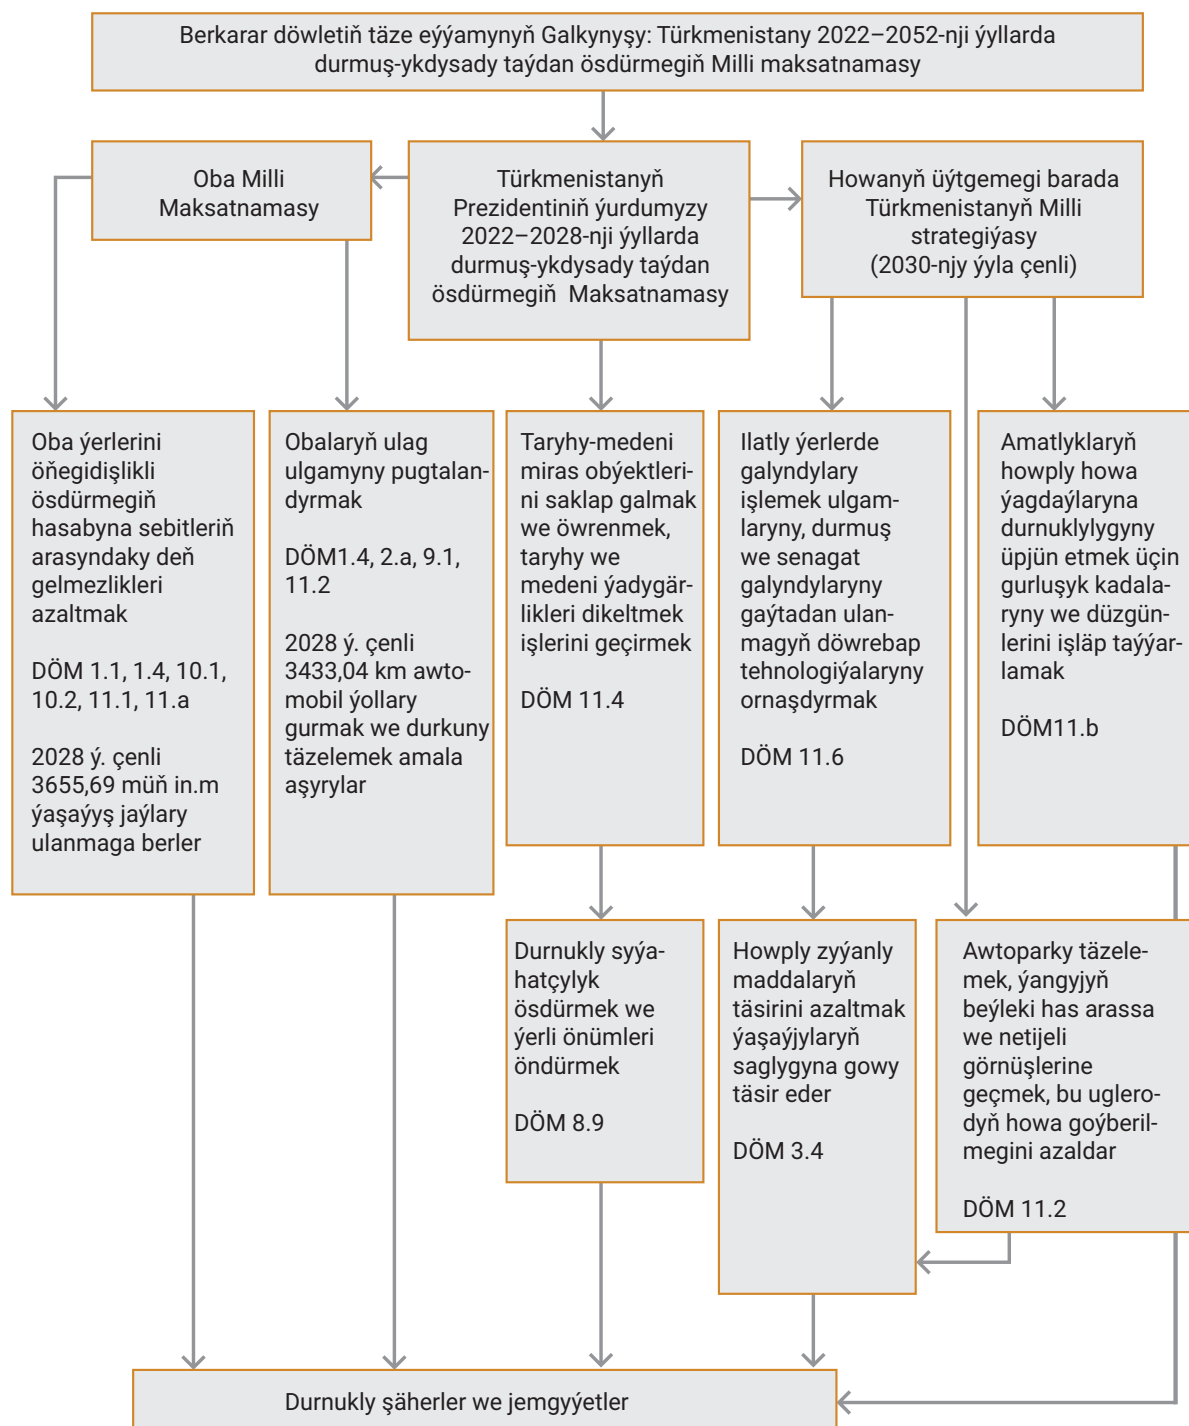 Berkarar döwletiň täze eýýamynyň Galkynyşy: Türkmenistany 2022–2052-nji ýyllarda
durmuş-ykdysady taýdan ösdürmegiň Milli maksatnamasy
Oba Milli
Maksatnamasy
Türkmenistanyň
Prezidentiniň ýurdumyzy
2022–2028-nji ýyllarda
durmuş-ykdysady taýdan
ösdürmegiň Maksatnamasy
Howanyň üýtgemegi barada
Türkmenistanyň Milli
strategiýasy
(2030-njy ýyla çenli)
Oba ýerlerini
öňegidişlikli
ösdürmegiň
hasabyna sebitleriň
arasyndaky deň
gelmezlikleri
azaltmak
DÖM 1.1, 1.4, 10.1,
10.2, 11.1, 11.a
2028 ý. çenli
3655,69 müň in.m
ýaşaýyş jaýlary
ulanmaga berler
Obalaryň ulag
ulgamyny pugtalan-
dyrmak
DÖM1.4, 2.a, 9.1,
11.2
2028 ý. çenli
3433,04 km awto-
mobil ýollary
gurmak we durkuny
täzelemek amala
aşyrylar
Taryhy-medeni
miras obýektleri-
ni saklap galmak
we öwrenmek,
taryhy we
medeni ýadygär-
likleri dikeltmek
işlerini geçirmek
DÖM 11.4
Ilatly ýerlerde
galyndylary
işlemek ulgam-
laryny, durmuş
we senagat
galyndylaryny
gaýtadan ulan-
magyň döwrebap
tehnologiýalaryny
ornaşdyrmak
DÖM 11.6
Amatlyklaryň
howply howa
ýagdaýlaryna
durnuklylygyny
üpjün etmek üçin
gurluşyk kadala-
ryny we düzgün-
lerini işläp taýýar-
lamak
DÖM11.b
Durnukly syýa-
hatçylyk
ösdürmek we
ýerli önümleri
öndürmek
DÖM 8.9
Howply zyýanly
maddalaryň
täsirini azaltmak
ýaşaýjylaryň
saglygyna gowy
täsir eder
DÖM 3.4
Awtoparky täzele-
mek, ýangyjyň
beýleki has arassa
we netijeli
görnüşlerine
geçmek, bu uglero-
dyň howa goýberil-
megini azaldar
DÖM 11.2
Durnukly şäherler we jemgyýetler